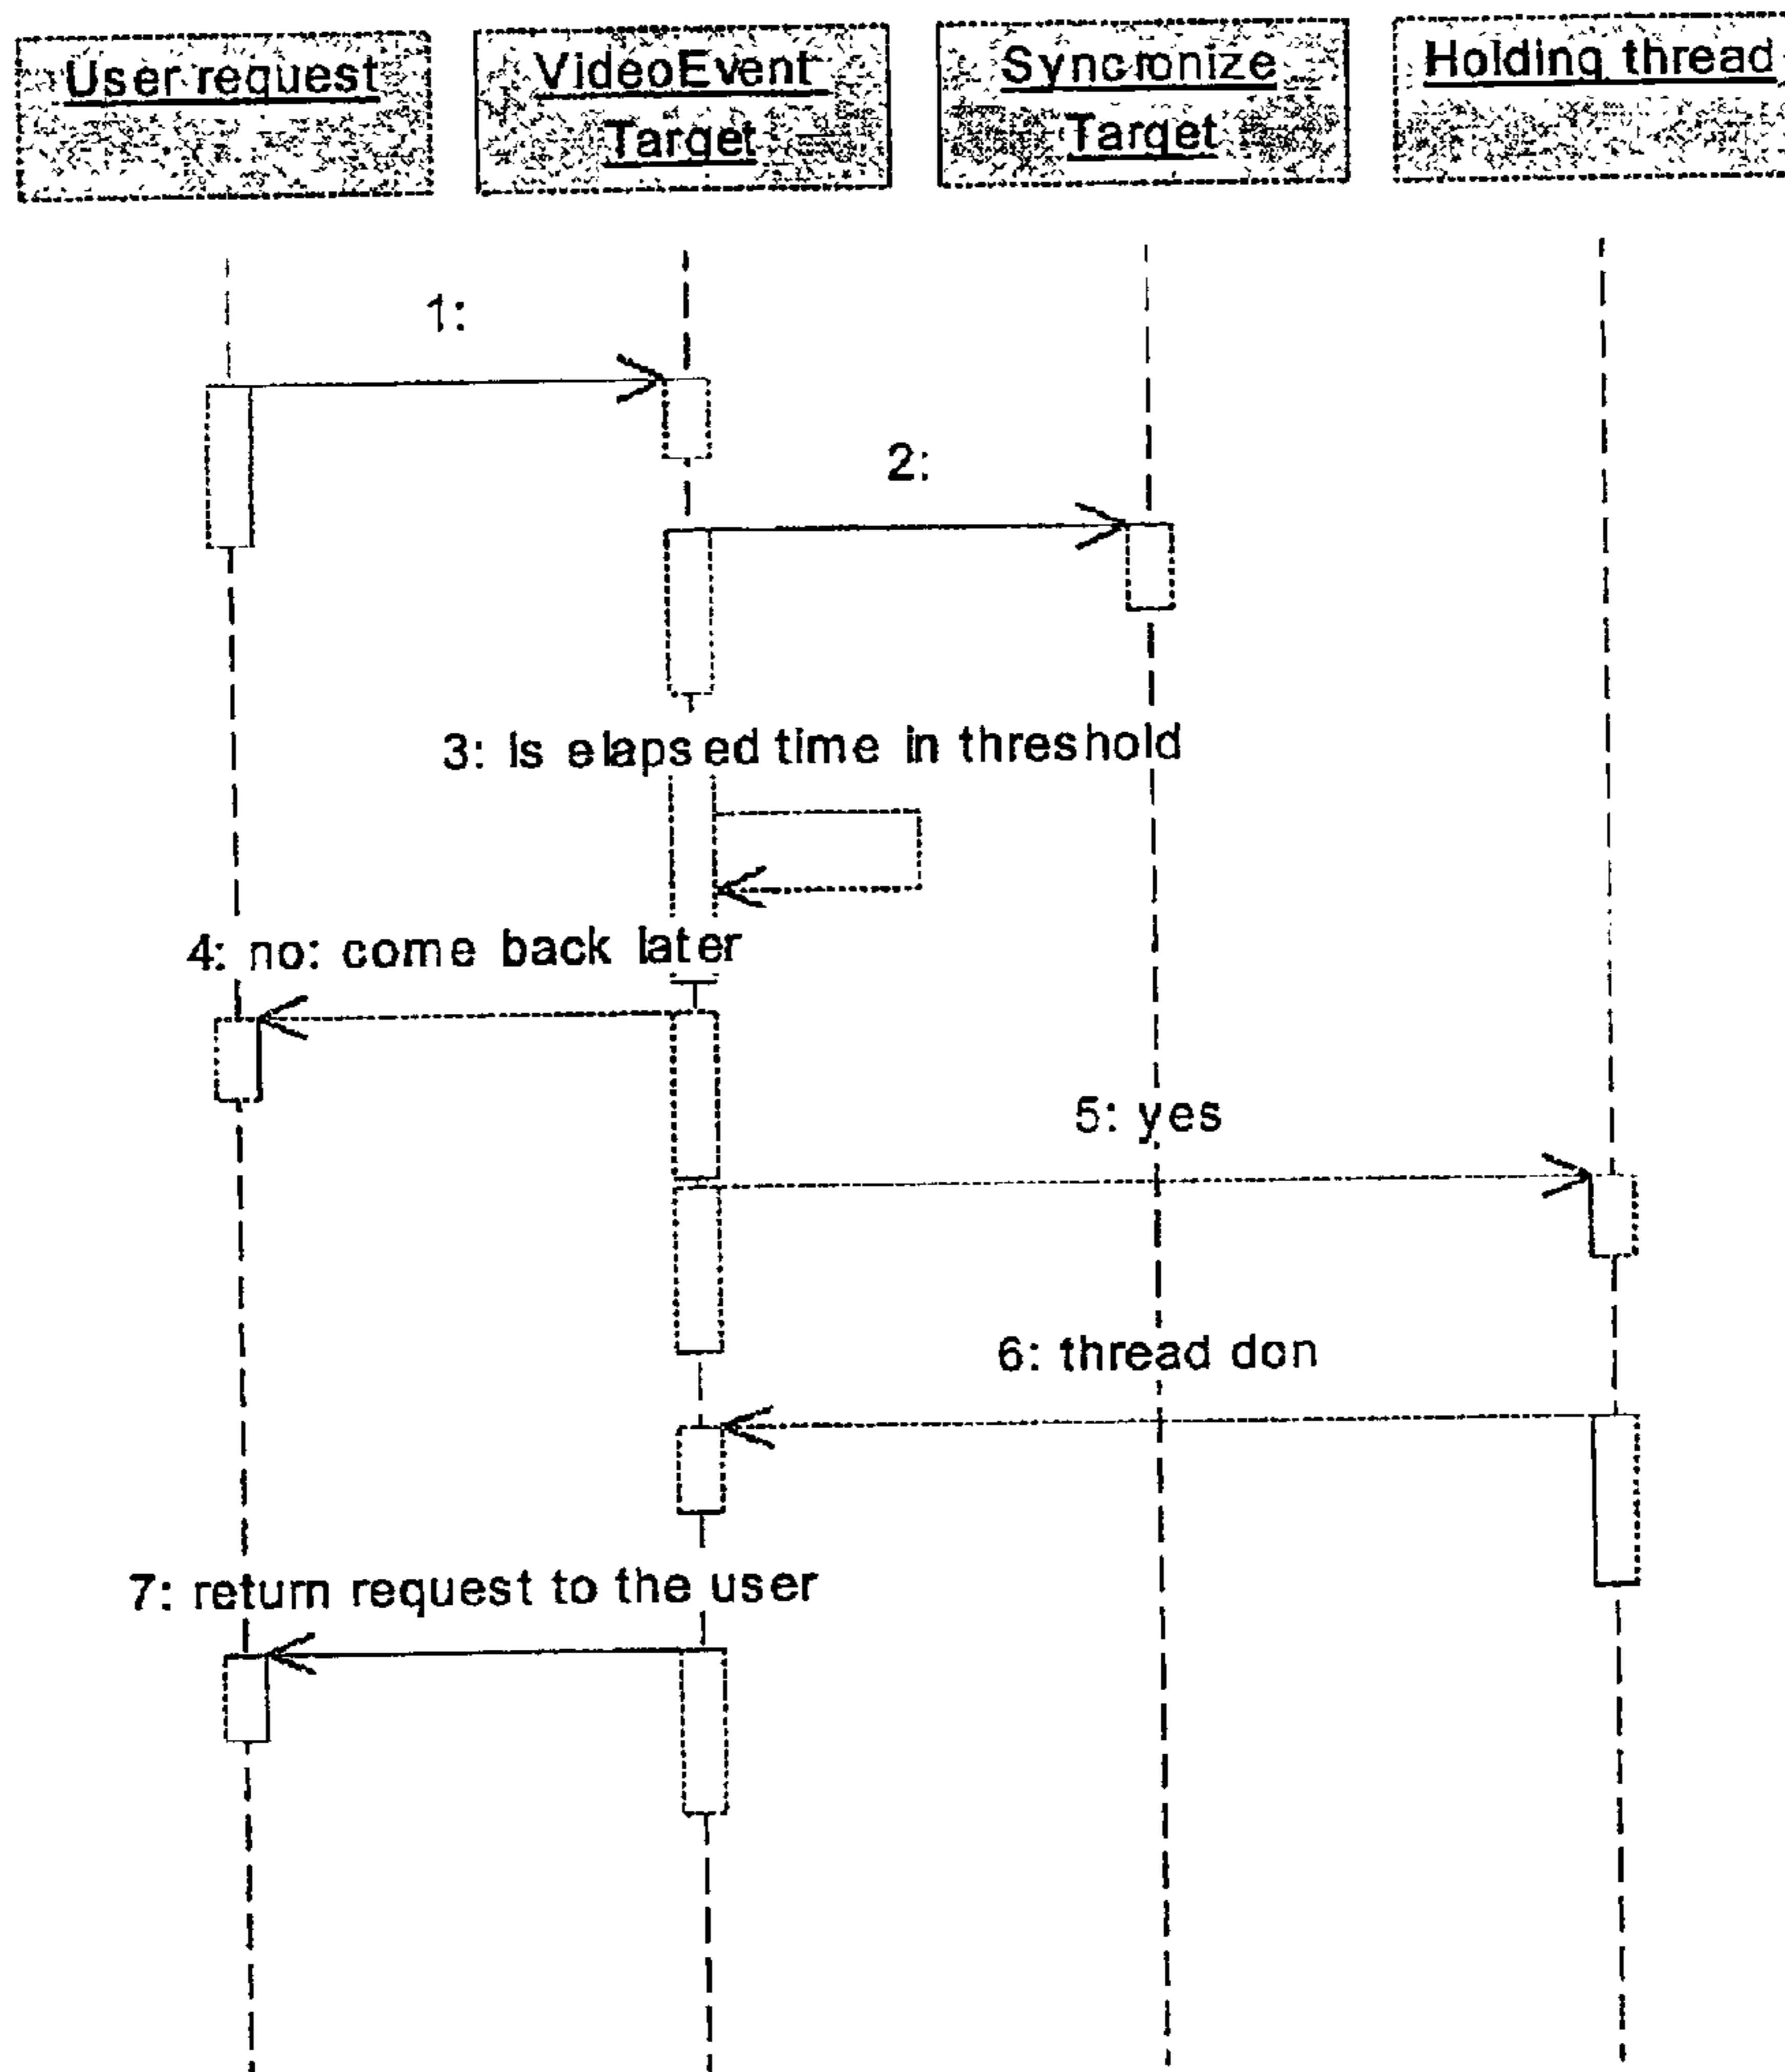 User request
VideoEvent
Target
Syncronize
Target
Holding thread
1:
2:
3: Is elapsed time in threshold
4: no: come back later
5: yes
6: thread don
7: return request to the user